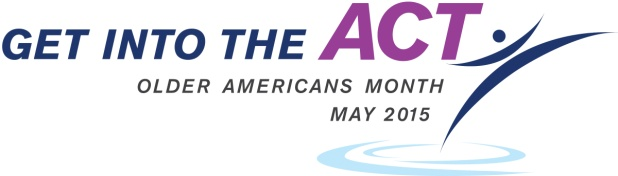 GET INTO THE ACT
OLDER AMERICANS MONTH
MAY 2015